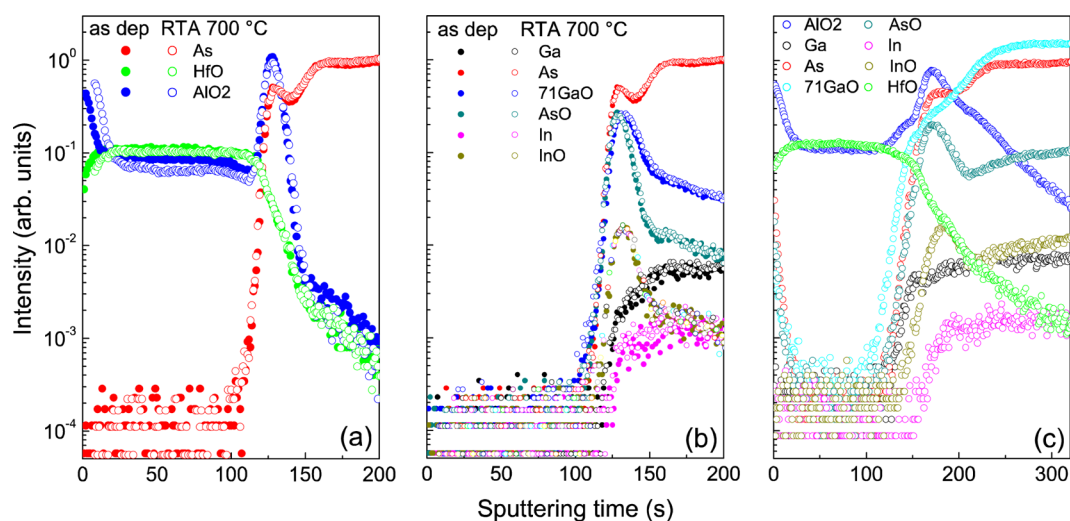 as dep RTA 700 °C
As
HfO
AlO2
(a)
as dep RTA 700 °C
Ga
As
71GaO
AsO
In
InO
(b)
AlO2 AsO
Ga In
As InO
71GaO HfO
(c)
Intensity (arb. units)
10⁰
10⁻¹
10⁻²
10⁻³
10⁻⁴
0 50 100 150 200
0 50 100 150 200
0 100 200 300
Sputtering time (s)